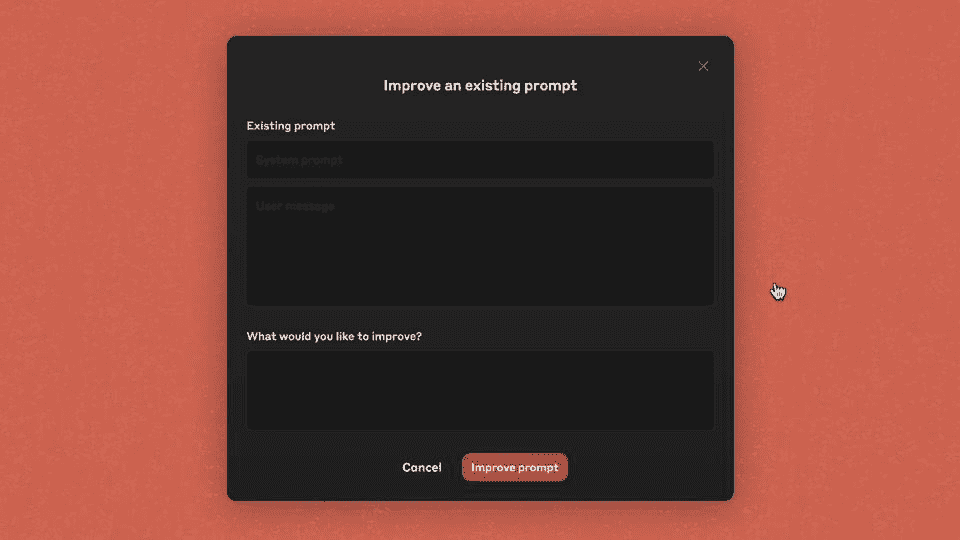 Improve an existing prompt
Existing prompt
System prompt
User message
What would you like to improve?
Cancel
Improve prompt